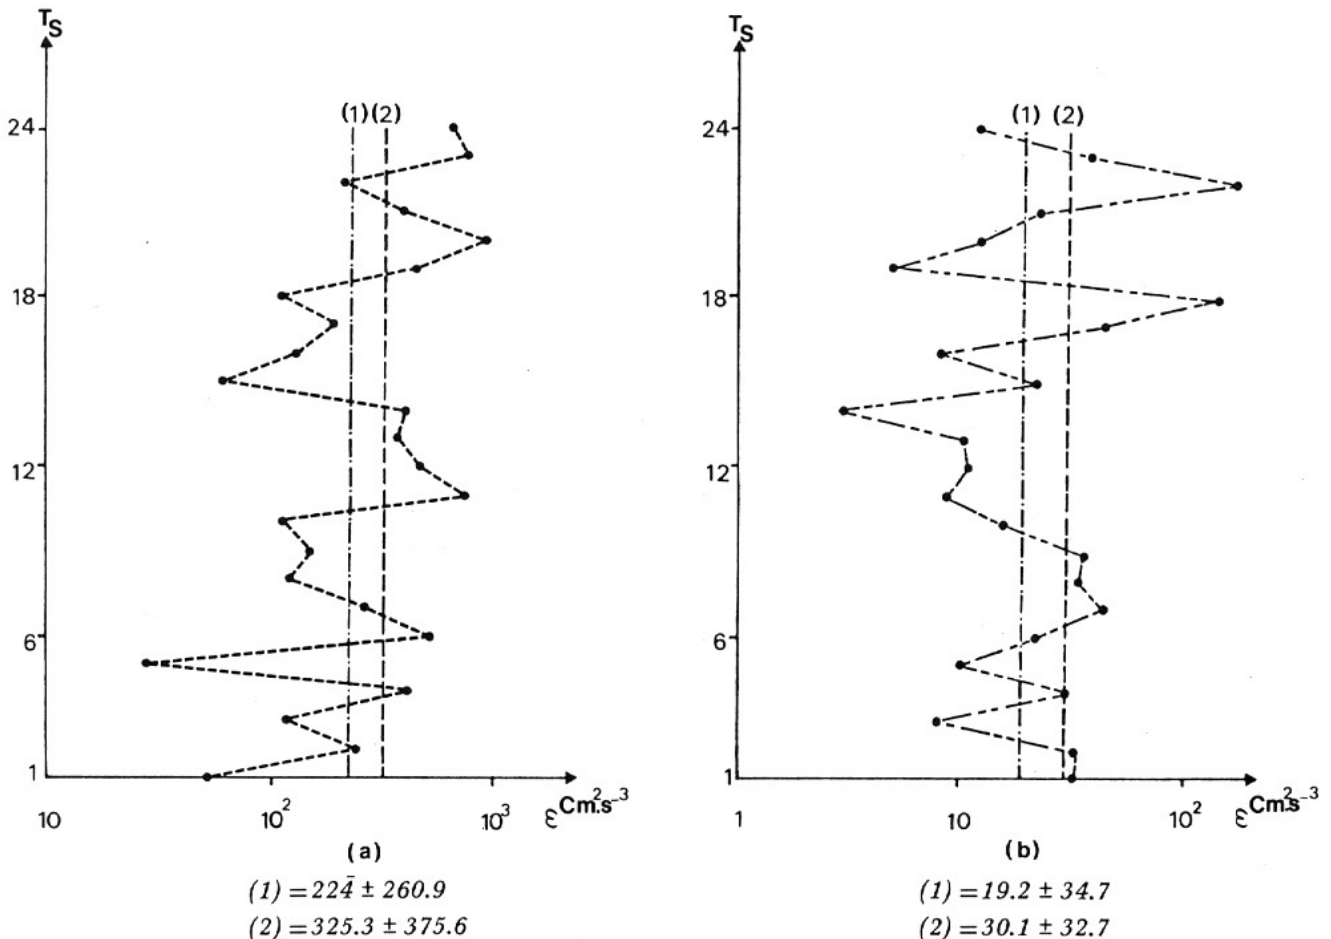 T_S
24
18
12
6
1
(1) (2)
10 10² 10³ ε Cm².s⁻³
(a)
(1) = 224̄ ± 260.9
(2) = 325.3 ± 375.6
T_S
24
18
12
6
1
(1) (2)
1 10 10² ε Cm².s⁻³
(b)
(1) = 19.2 ± 34.7
(2) = 30.1 ± 32.7